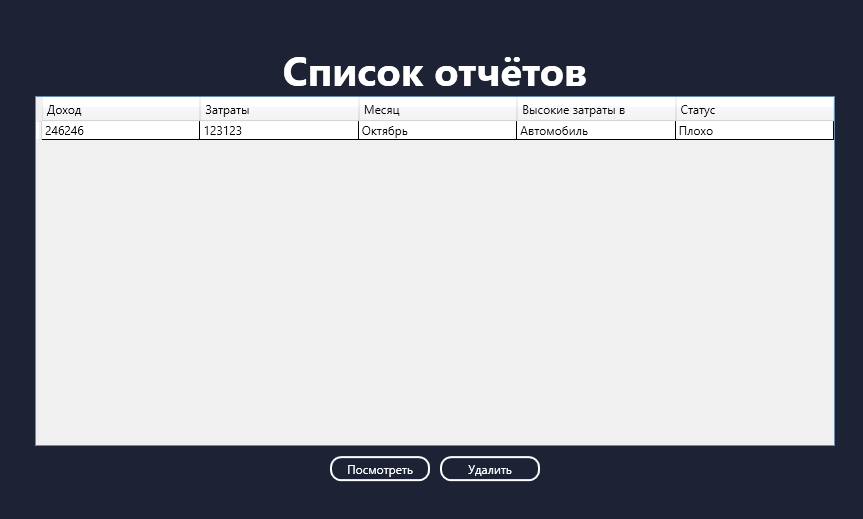 Список отчётов
Доход Затраты Месяц Высокие затраты в Статус
246246 123123 Октябрь Автомобиль Плохо
Посмотреть Удалить